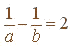 1/a - 1/b = 2